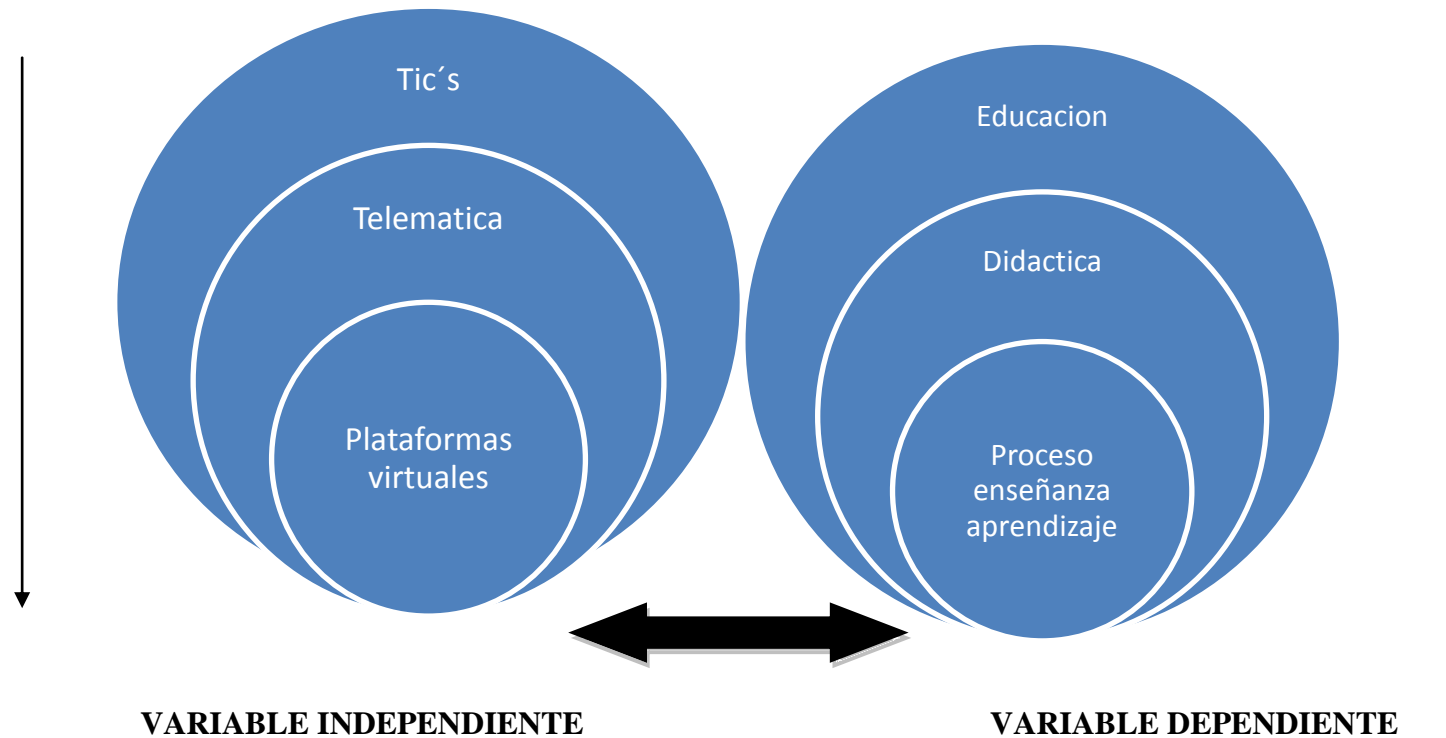 Tic´s
Telematica
Plataformas
virtuales
Educacion
Didactica
Proceso
enseñanza
aprendizaje
VARIABLE INDEPENDIENTE
VARIABLE DEPENDIENTE